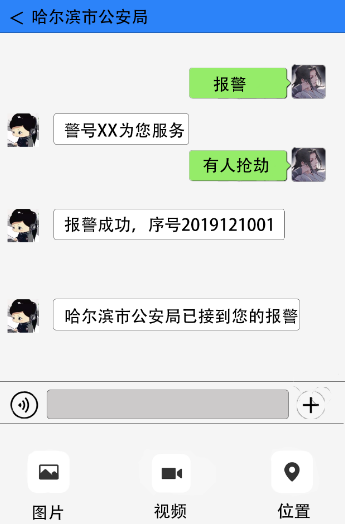 < 哈尔滨市公安局
报警
警号XX为您服务
有人抢劫
报警成功，序号2019121001
哈尔滨市公安局已接到您的报警
图片
视频
位置